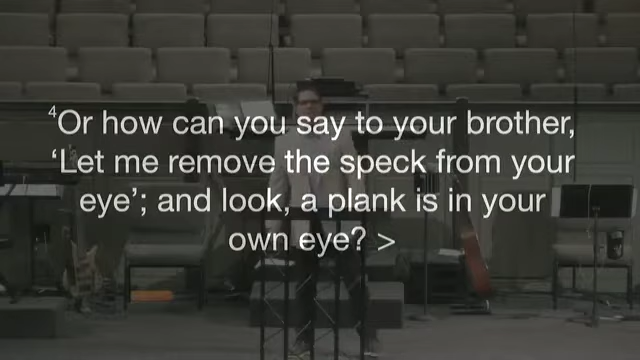 4Or how can you say to your brother,
‘Let me remove the speck from your
eye’; and look, a plank is in your
own eye? >